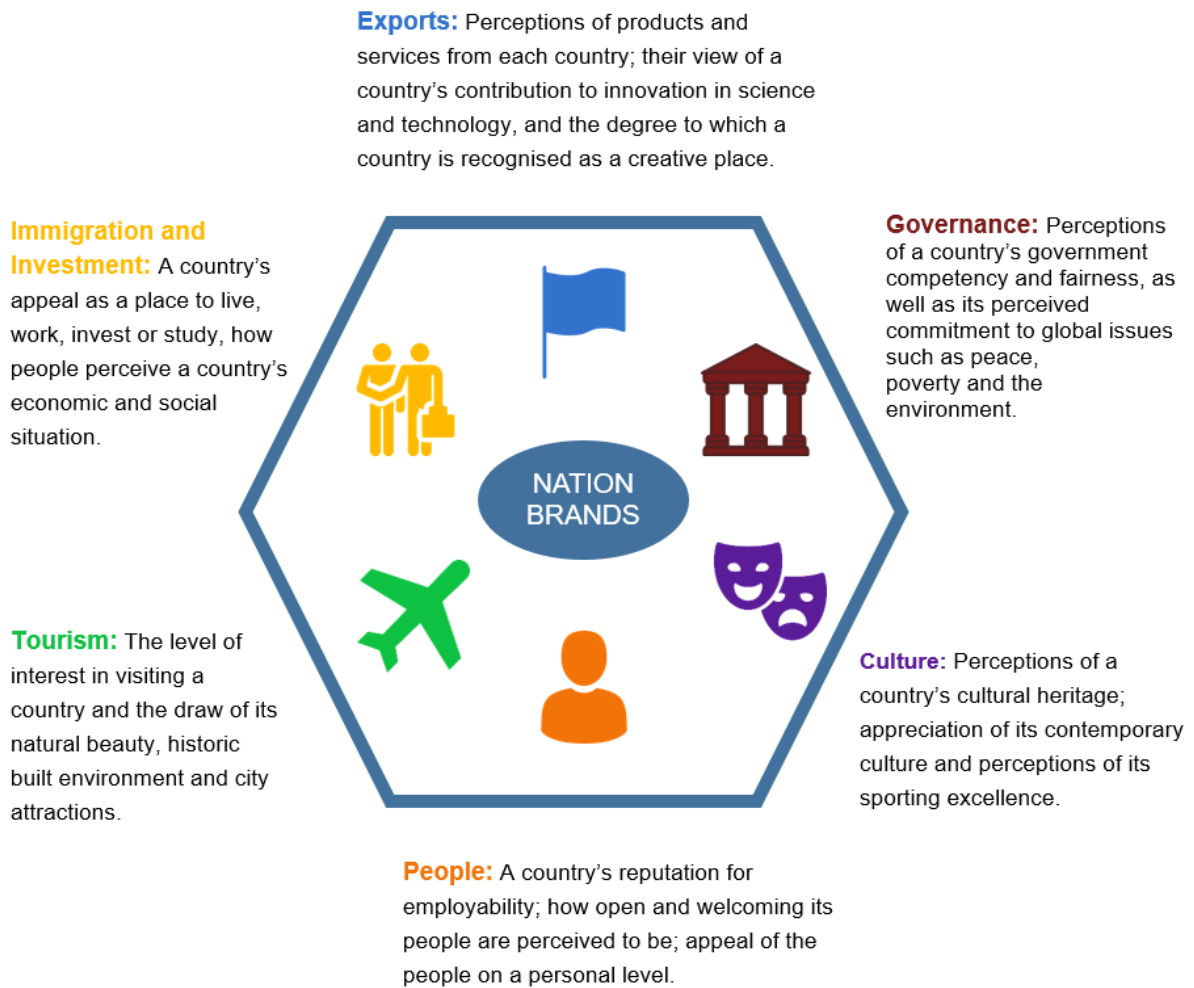 Exports: Perceptions of products and
services from each country; their view of a
country’s contribution to innovation in science
and technology, and the degree to which a
country is recognised as a creative place.
Immigration and
Investment: A country’s
appeal as a place to live,
work, invest or study, how
people perceive a country’s
economic and social
situation.
Governance: Perceptions
of a country’s government
competency and fairness, as
well as its perceived
commitment to global issues
such as peace,
poverty and the
environment.
NATION
BRANDS
Tourism: The level of
interest in visiting a
country and the draw of its
natural beauty, historic
built environment and city
attractions.
Culture: Perceptions of a
country’s cultural heritage;
appreciation of its contemporary
culture and perceptions of its
sporting excellence.
People: A country’s reputation for
employability; how open and welcoming its
people are perceived to be; appeal of the
people on a personal level.